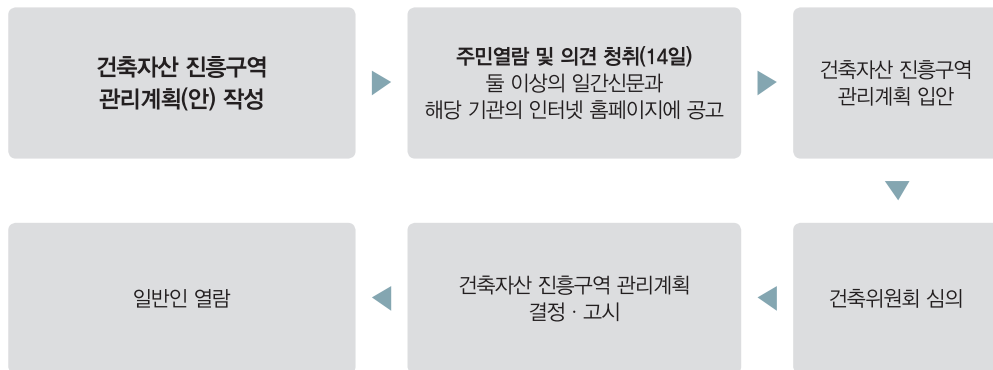 건축자산 진흥구역
관리계획(안) 작성
주민열람 및 의견 청취(14일)
둘 이상의 일간신문과
해당 기관의 인터넷 홈페이지에 공고
건축자산 진흥구역
관리계획 입안
건축위원회 심의
건축자산 진흥구역 관리계획
결정 · 고시
일반인 열람